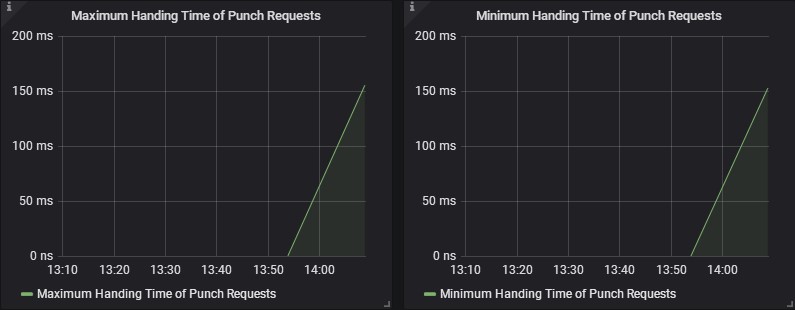 i
Maximum Handing Time of Punch Requests
200 ms
150 ms
100 ms
50 ms
0 ns
13:10 13:20 13:30 13:40 13:50 14:00
Maximum Handing Time of Punch Requests
i
Minimum Handing Time of Punch Requests
200 ms
150 ms
100 ms
50 ms
0 ns
13:10 13:20 13:30 13:40 13:50 14:00
Minimum Handing Time of Punch Requests